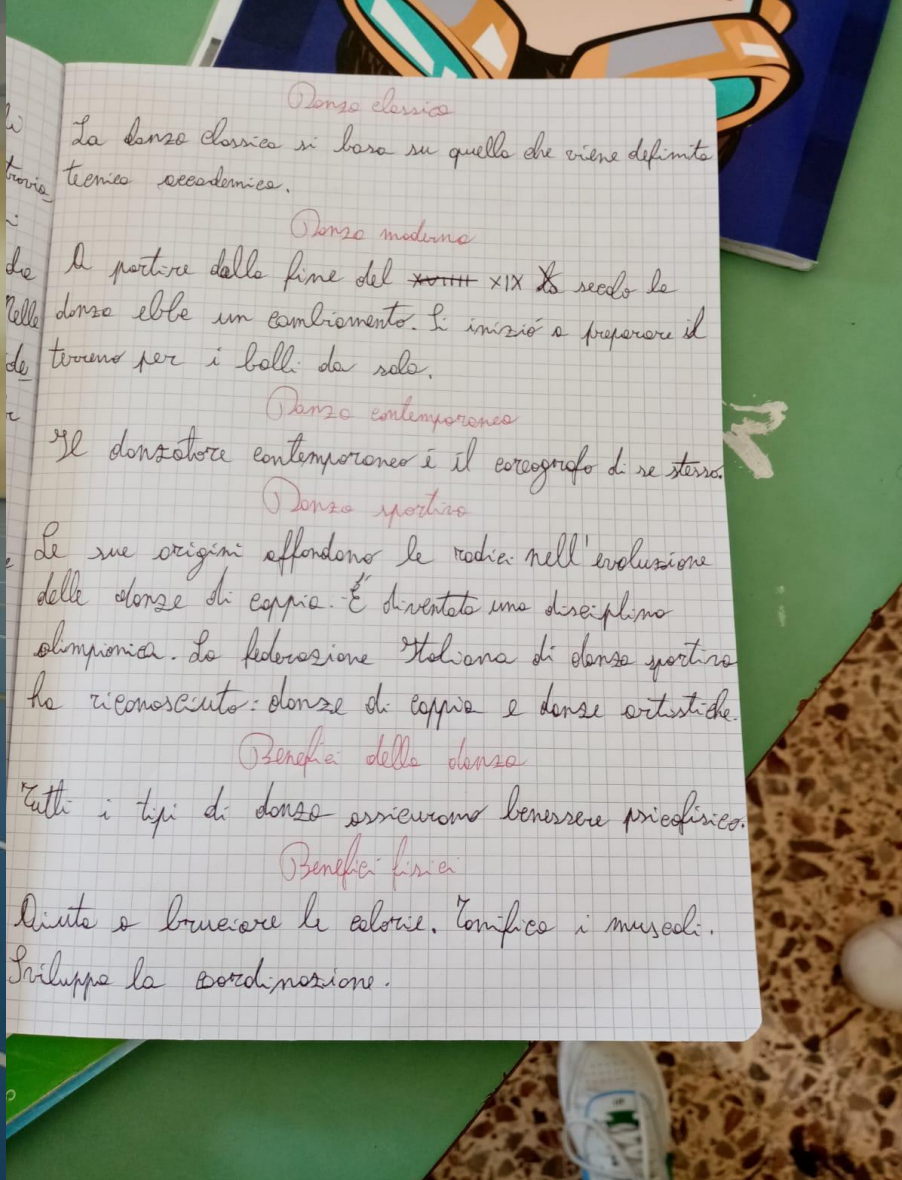 Danza classica
La danza classica si basa su quella che viene definita
tecnica accademica.
Danza moderna
A partire dalla fine del XIX secolo la
danza ebbe un cambiamento. Si inizió a preparare il
terreno per i balli da sala.
Danza contemporanea
Il danzatore contemporaneo é il coreografo di se stesso.
Danza sportiva
Le sue origini affondano le radici nell'evoluzione
delle danze di coppia. É diventata una disciplina
olimpionica. La federazione Italiana di danza sportiva
ha riconosciuto: danze di coppia e danze artistiche.
Benefici della danza
Tutti i tipi di danza assicurano benessere psicofisico.
Benefici fisici
Aiuta a bruciare le calorie. Tonifica i muscoli.
Sviluppa la coordinazione.